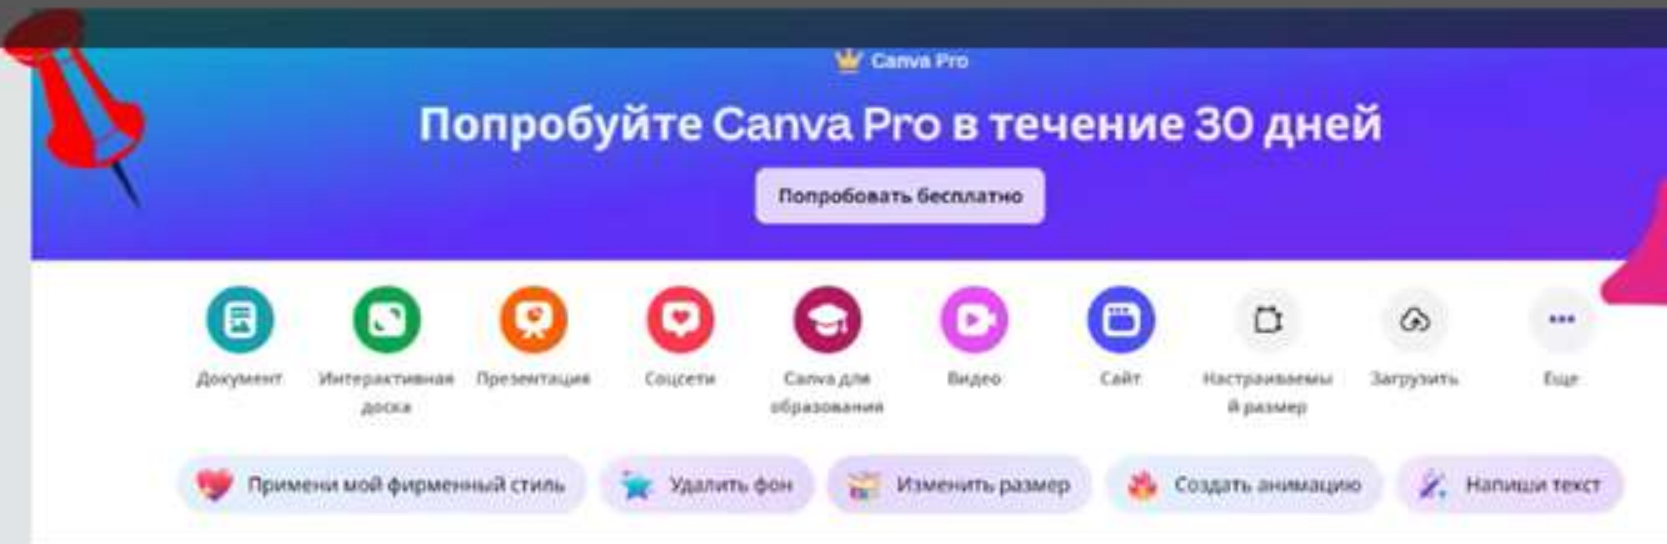 Canva Pro
Попробуйте Canva Pro в течение 30 дней
Попробовать бесплатно
Документ
Интерактивная
доска
Презентация
Соцсети
Canva для
образования
Видео
Сайт
Настраиваемы
й размер
Загрузить
Еще
Примени мой фирменный стиль
Удалить фон
Изменить размер
Создать анимацию
Напиши текст